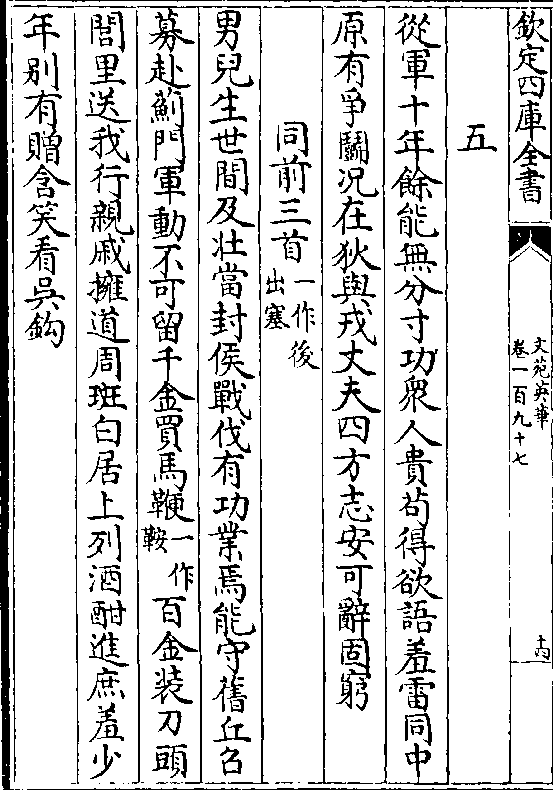 欽定四庫全書
文苑英華
卷一百九十七
十四
五
從軍十年餘能無分寸功衆人貴苟得欲語羞雷同中
原有爭鬭况在狄與戎丈夫四方志安可辭固窮
同前三首一作後出塞
男兒生世間及壯當封侯戰伐有功業焉能守舊丘召
募赴薊門軍動不可留千金買馬鞭一作鞍百金裝刀頭
閭里送我行親戚擁道周斑白居上列酒酣進庶羞少
年别有贈含笑看吳鈎